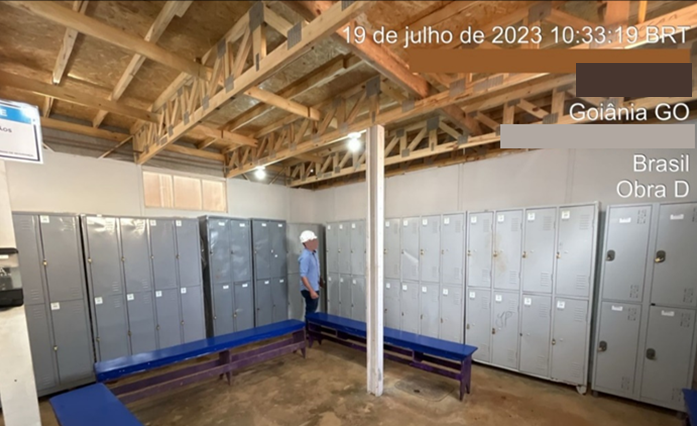 19 de julho de 2023 10:33:19 BRT
Goiânia GO
Brasil
Obra D